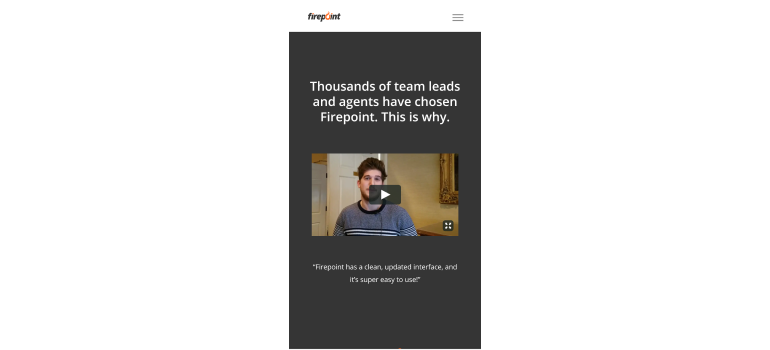 firepoint
Thousands of team leads
and agents have chosen
Firepoint. This is why.
“Firepoint has a clean, updated interface, and
it’s super easy to use!”